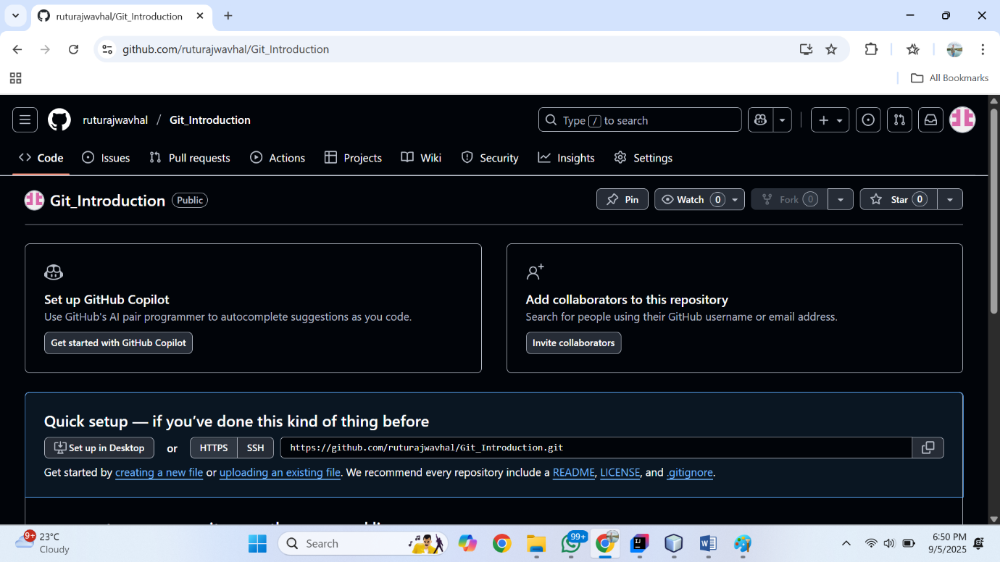 ruturajwavhal/Git_Introduction
github.com/ruturajwavhal/Git_Introduction
All Bookmarks
ruturajwavhal / Git_Introduction
Type / to search
Code Issues Pull requests Actions Projects Wiki Security Insights Settings
Git_Introduction Public
Pin Watch 0 Fork 0 Star 0
Set up GitHub Copilot
Use GitHub's AI pair programmer to autocomplete suggestions as you code.
Get started with GitHub Copilot
Add collaborators to this repository
Search for people using their GitHub username or email address.
Invite collaborators
Quick setup — if you’ve done this kind of thing before
Set up in Desktop or HTTPS SSH https://github.com/ruturajwavhal/Git_Introduction.git
Get started by creating a new file or uploading an existing file. We recommend every repository include a README, LICENSE, and .gitignore.
9+ 23°C
Cloudy
Search
99+
IJ
W
6:50 PM
9/5/2025